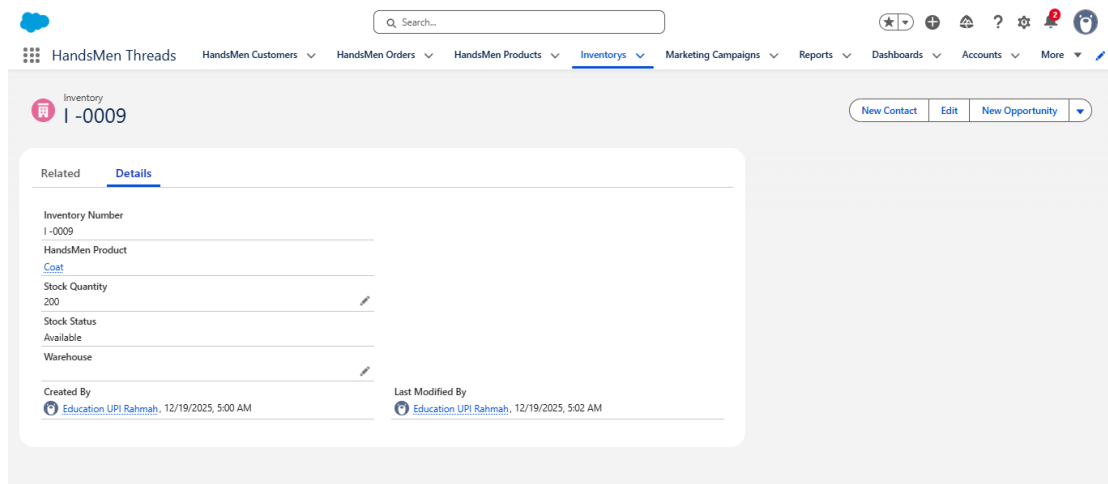 Search...
2
HandsMen Threads
HandsMen Customers
HandsMen Orders
HandsMen Products
Inventorys
Marketing Campaigns
Reports
Dashboards
Accounts
More
Inventory
I -0009
New Contact
Edit
New Opportunity
Related
Details
Inventory Number
I -0009
HandsMen Product
Coat
Stock Quantity
200
Stock Status
Available
Warehouse
Created By
Education UPI Rahmah, 12/19/2025, 5:00 AM
Last Modified By
Education UPI Rahmah, 12/19/2025, 5:02 AM